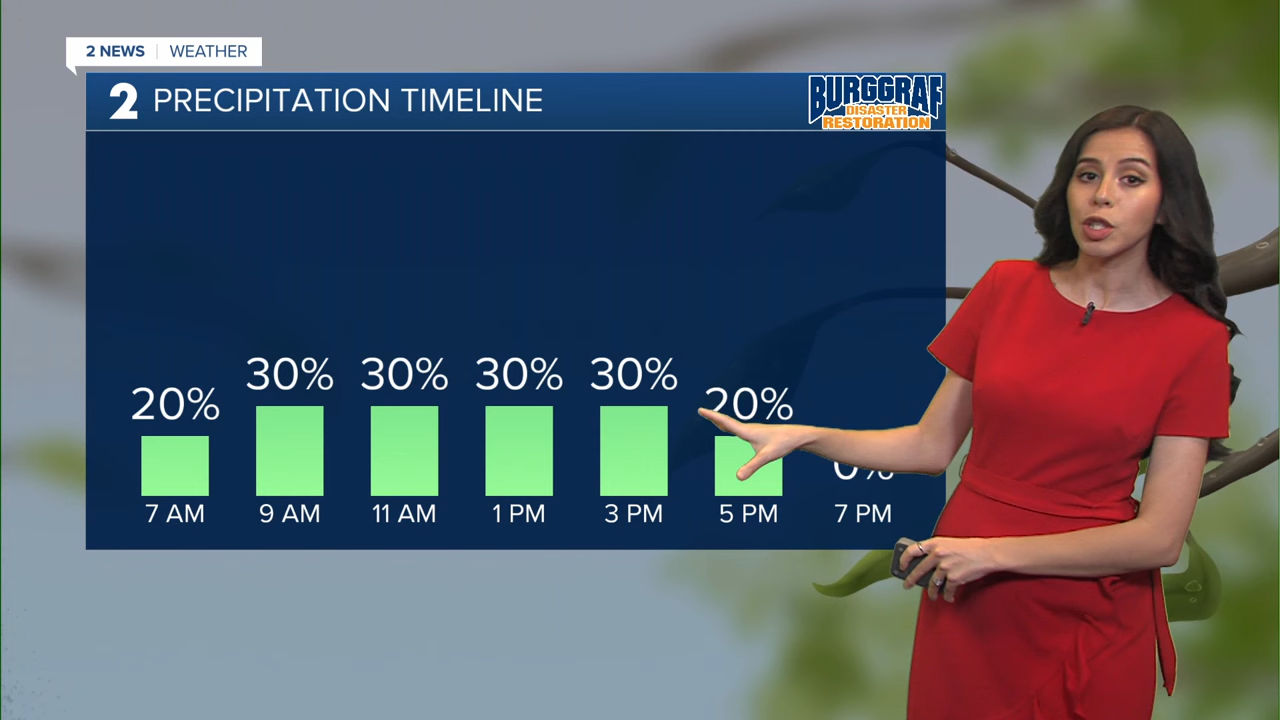 2 NEWS | WEATHER
2 PRECIPITATION TIMELINE
BURGGRAF
DISASTER
RESTORATION
20% 30% 30% 30% 30% 20% 0%
7 AM 9 AM 11 AM 1 PM 3 PM 5 PM 7 PM